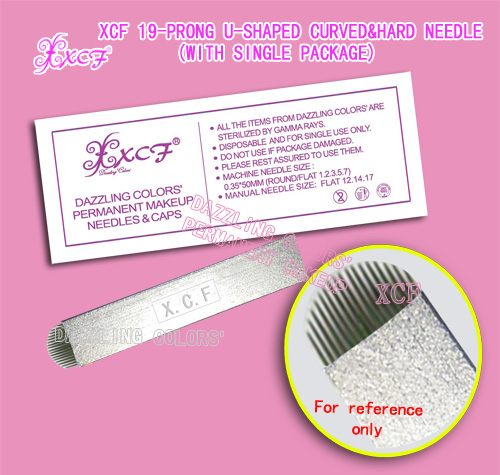 XCF 19-PRONG U-SHAPED CURVED&HARD NEEDLE
(WITH SINGLE PACKAGE)
XCF®
XCF®
Dazzling Color
DAZZLING COLORS'
PERMANENT MAKEUP
NEEDLES & CAPS
• ALL THE ITEMS FROM DAZZLING COLORS' ARE
STERILIZED BY GAMMA RAYS.
• DISPOSABLE AND FOR SINGLE USE ONLY.
• DO NOT USE IF PACKAGE DAMAGED.
• PLEASE REST ASSURED TO USE THEM.
• MACHINE NEEDLE SIZE :
0.35*50MM (ROUND/FLAT 1.2.3.5.7)
• MANUAL NEEDLE SIZE: FLAT 12.14.17
DAZZLING COLORS'
PERMANENT MAKEUP
X.C.F
DAZZLING COLORS'
XCF
For reference
only